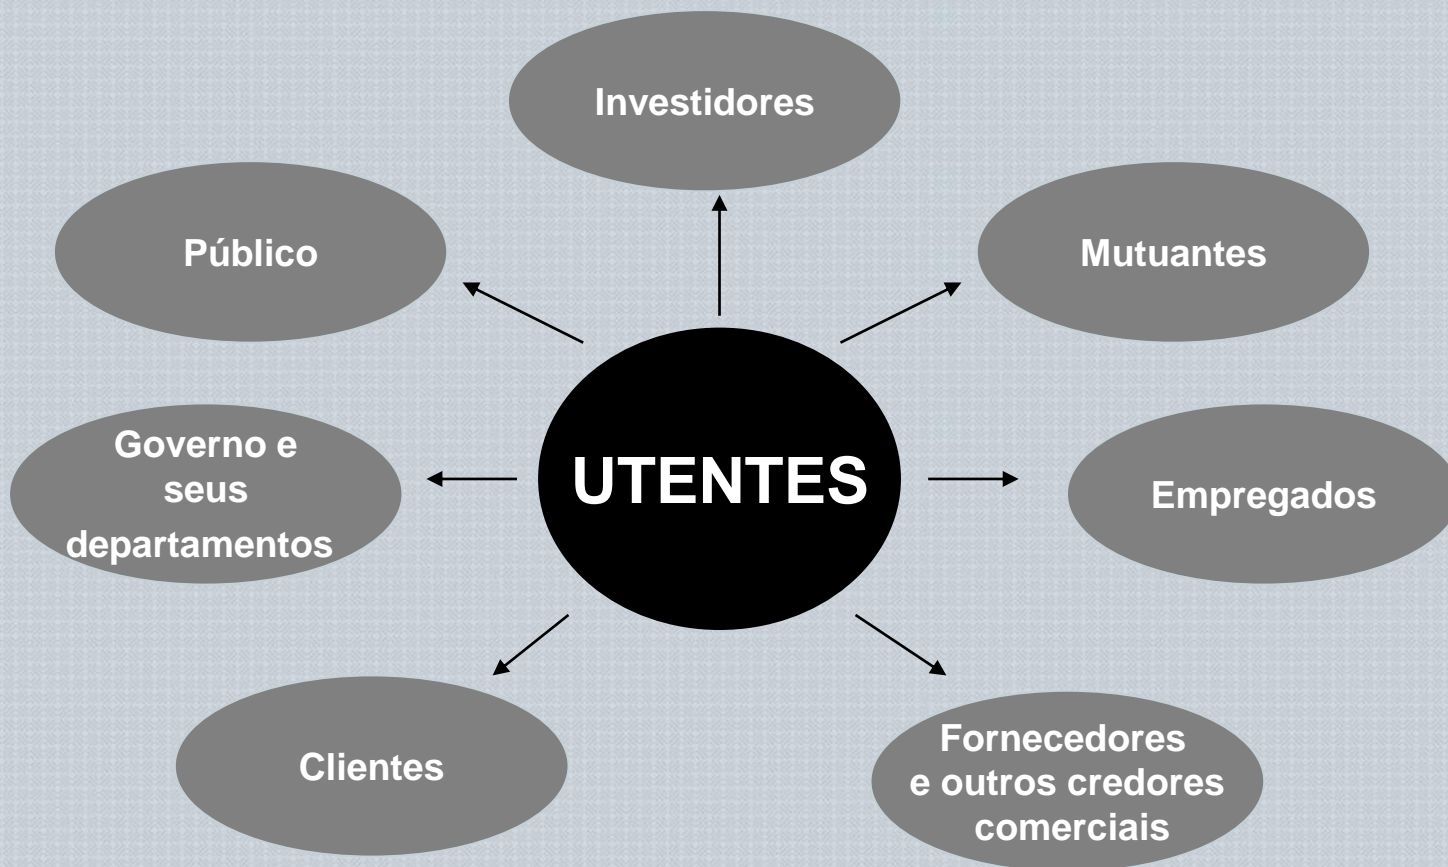 Investidores
Público
Mutuantes
Governo e
seus
departamentos
UTENTES
Empregados
Clientes
Fornecedores
e outros credores
comerciais